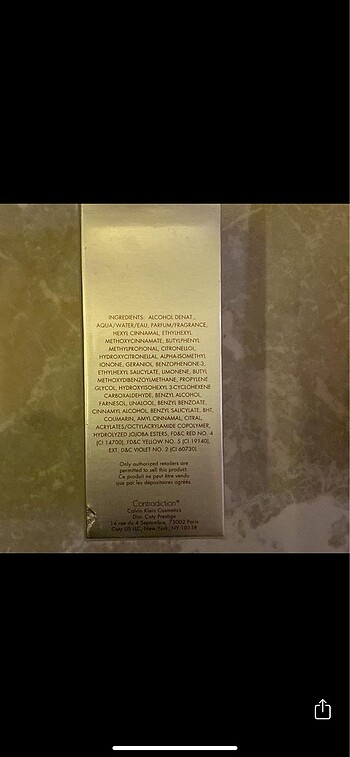 INGREDIENTS: ALCOHOL DENAT.,
AQUA/WATER/EAU, PARFUM/FRAGRANCE,
HEXYL CINNAMAL, ETHYLHEXYL
METHOXYCINNAMATE, BUTYLPHENYL
METHYLPROPIONAL, CITRONELLOL,
HYDROXYCITRONELLAL, ALPHA-ISOMETHYL
IONONE, GERANIOL, BENZOPHENONE-3,
ETHYLHEXYL SALICYLATE, LIMONENE, BUTYL
METHOXYDIBENZOYLMETHANE, PROPYLENE
GLYCOL, HYDROXYISOHEXYL 3-CYCLOHEXENE
CARBOXALDEHYDE, BENZYL ALCOHOL,
FARNESOL, LINALOOL, BENZYL BENZOATE,
CINNAMYL ALCOHOL, BENZYL SALICYLATE, BHT,
COUMARIN, AMYL CINNAMAL, CITRAL,
ACRYLATES/OCTYLACRYLAMIDE COPOLYMER,
HYDROLYZED JOJOBA ESTERS, FD&C RED NO. 4
(CI 14700), FD&C YELLOW NO. 5 (CI 19140),
EXT. D&C VIOLET NO. 2 (CI 60730).
Only authorized retailers are
permitted to sell this product.
Ce produit ne peut être vendu
que par les dépositaires agréés.
Contradiction®
Calvin Klein Cosmetics
Dist. Coty Prestige
14 rue du 4 Septembre, 75002 Paris
Coty US LLC, New York, NY 10118